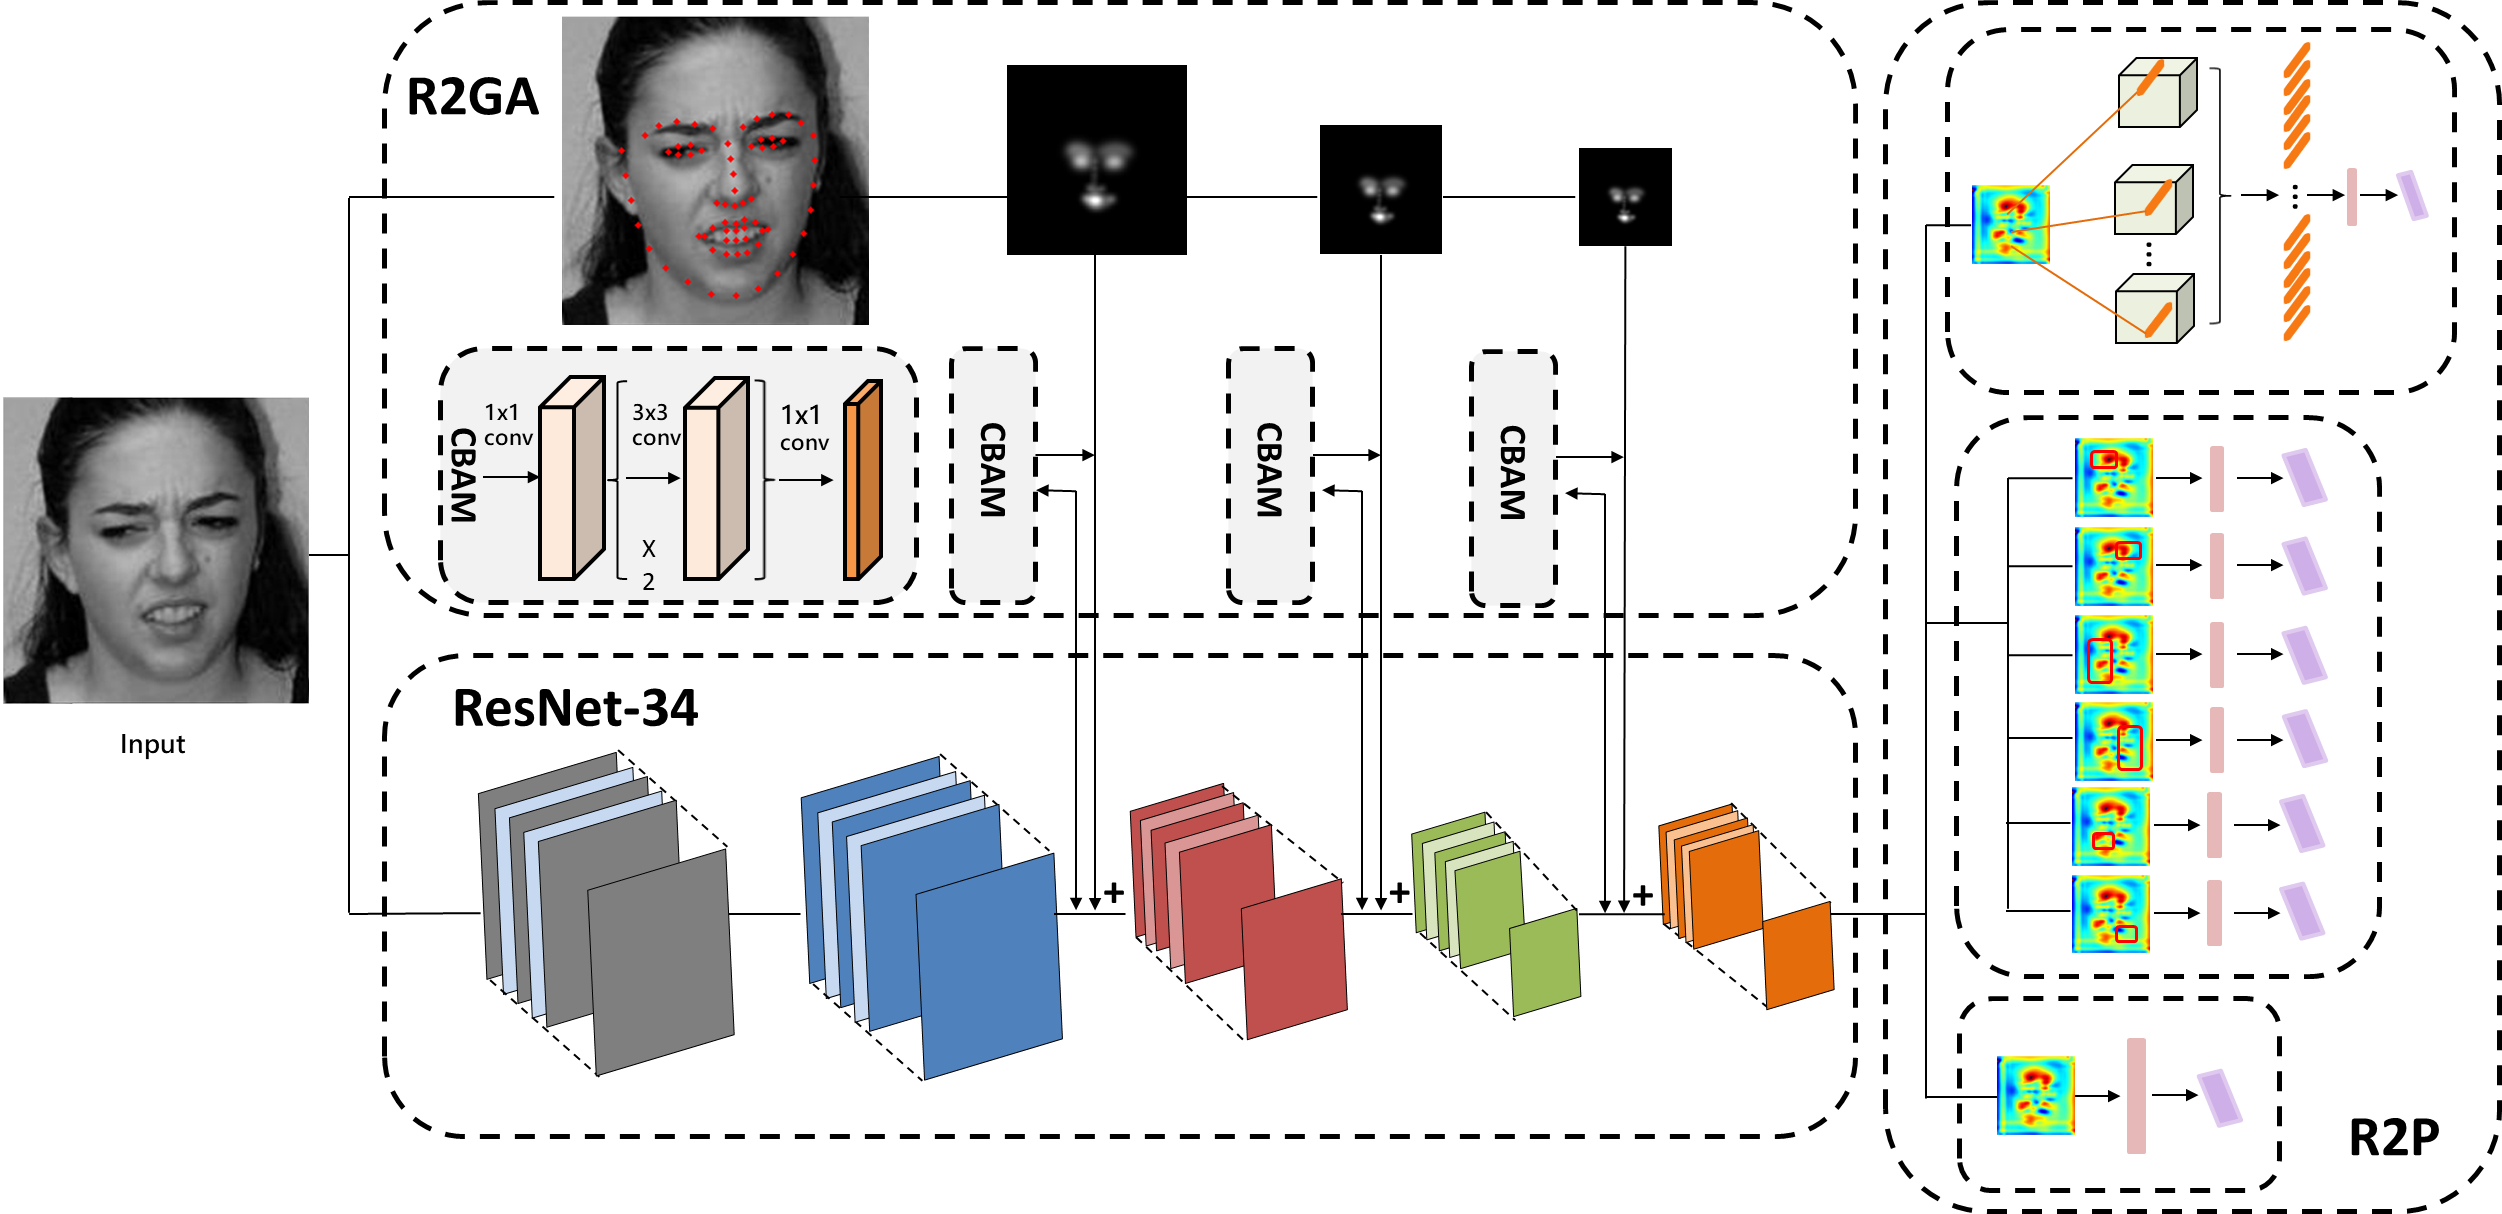 R2GA
CBAM
1x1
conv
3x3
conv
X
2
1x1
conv
CBAM
CBAM
CBAM
Input
ResNet-34
+
+
+
R2P